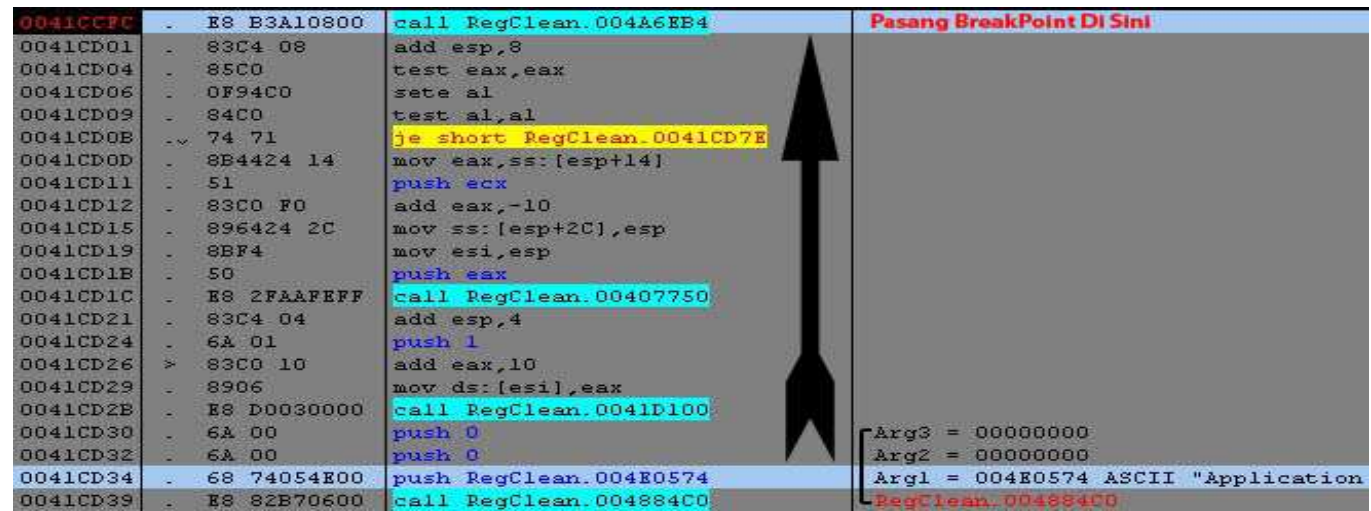 0041CCFC . E8 B3A10800 call RegClean.004A6EB4 Pasang BreakPoint Di Sini
0041CD01 . 83C4 08 add esp,8
0041CD04 . 85C0 test eax,eax
0041CD06 . 0F94C0 sete al
0041CD09 . 84C0 test al,al
0041CD0B .v 74 71 je short RegClean.0041CD7E
0041CD0D . 8B4424 14 mov eax,ss:[esp+14]
0041CD11 . 51 push ecx
0041CD12 . 83C0 F0 add eax,-10
0041CD15 . 896424 2C mov ss:[esp+2C],esp
0041CD19 . 8BF4 mov esi,esp
0041CD1B . 50 push eax
0041CD1C . E8 2FAAFEFF call RegClean.00407750
0041CD21 . 83C4 04 add esp,4
0041CD24 . 6A 01 push 1
0041CD26 > 83C0 10 add eax,10
0041CD29 . 8906 mov ds:[esi],eax
0041CD2B . E8 D0030000 call RegClean.0041D100
0041CD30 . 6A 00 push 0 Arg3 = 00000000
0041CD32 . 6A 00 push 0 Arg2 = 00000000
0041CD34 . 68 74054E00 push RegClean.004E0574 Arg1 = 004E0574 ASCII "Application
0041CD39 . E8 82B70600 call RegClean.004884C0 RegClean.004884C0